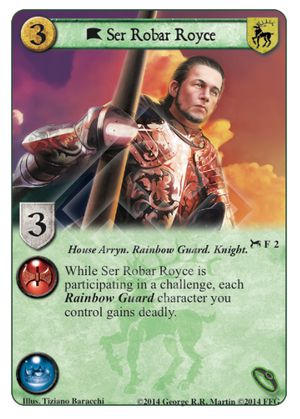 3
Ser Robar Royce
3
House Arryn. Rainbow Guard. Knight.
F 2
While Ser Robar Royce is
participating in a challenge, each
Rainbow Guard character you
control gains deadly.
Illus. Tiziano Baracchi
©2014 George R.R. Martin ©2014 FFG